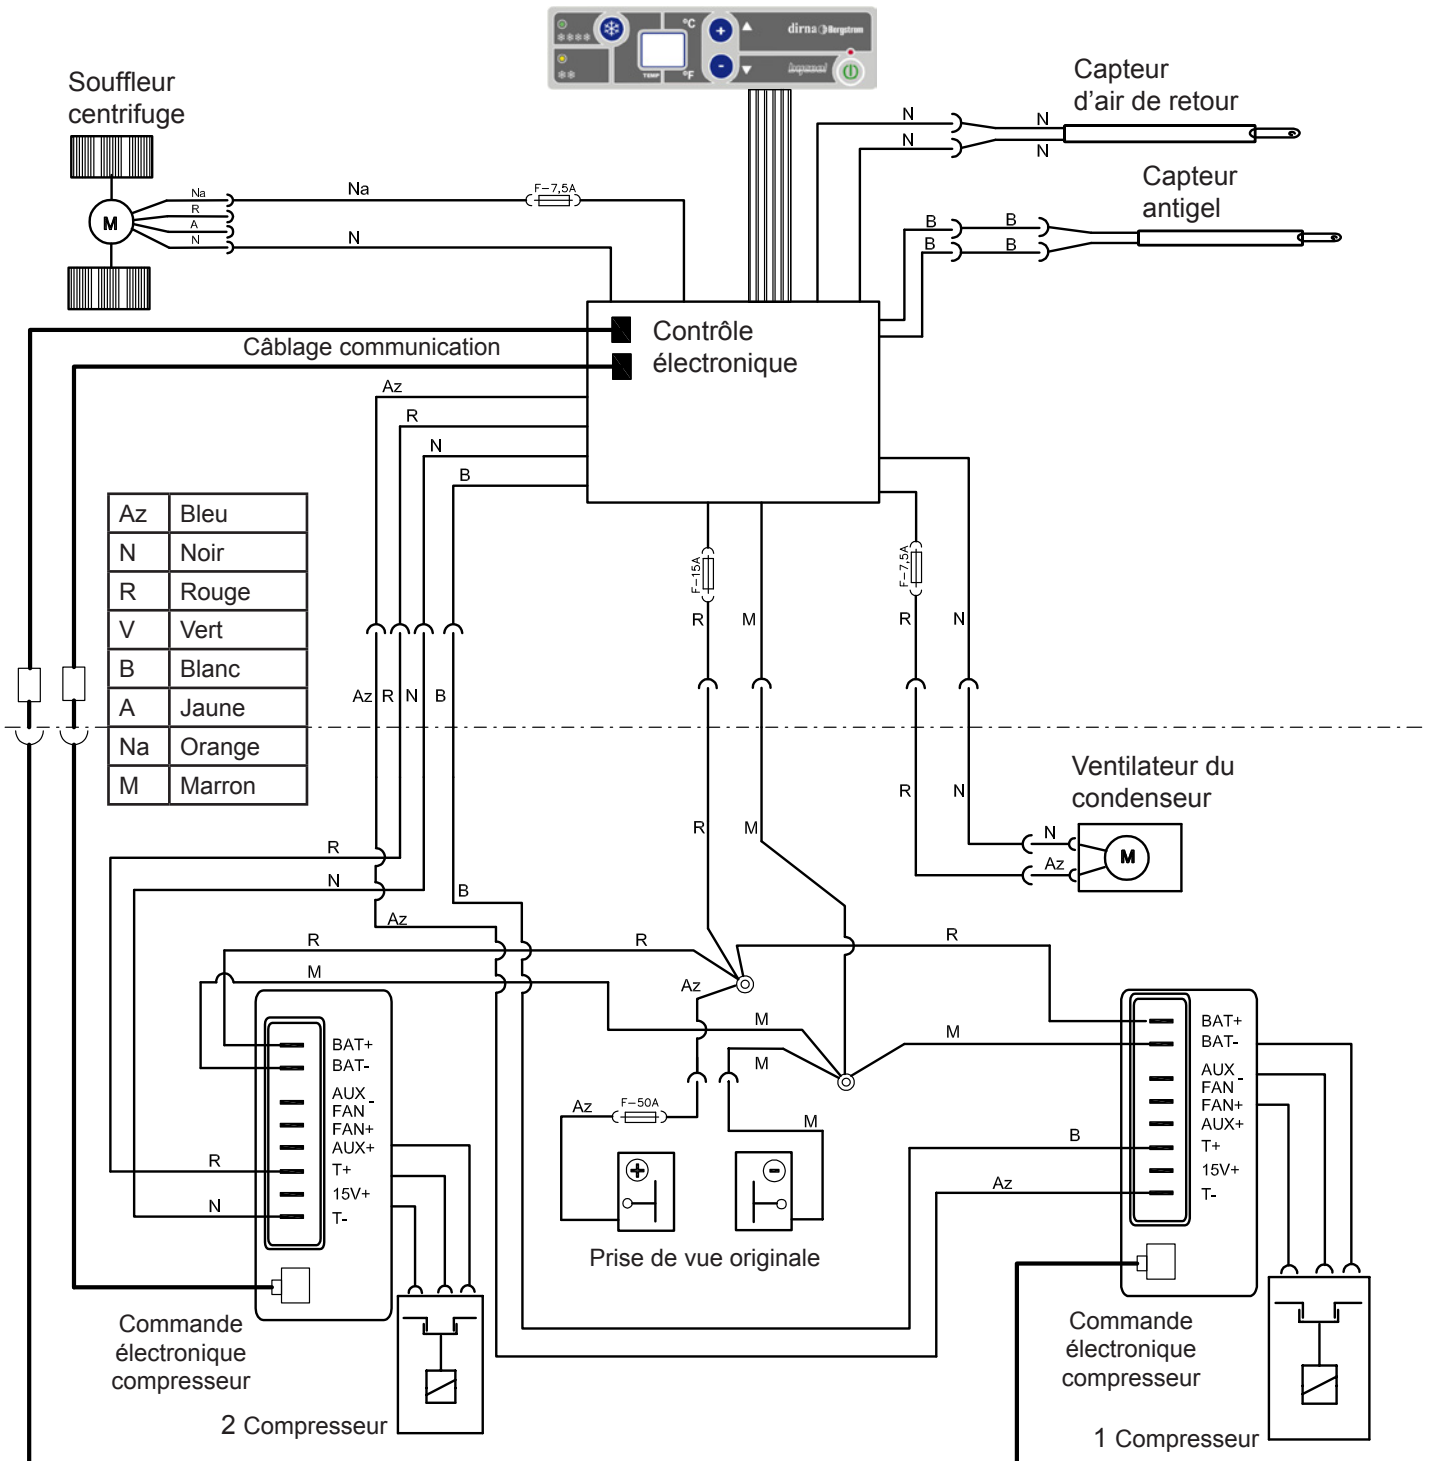 °C
dirna Bergstrom
TEMP
°F
Souffleur
centrifuge
Capteur
d'air de retour
N
N
N
N
Capteur
antigel
M
Na
R
A
N
Na
F-7,5A
N
B
B
B
B
Contrôle
électronique
Câblage communication
Az
R
N
B
Az Bleu
N Noir
R Rouge
V Vert
B Blanc
A Jaune
Na Orange
M Marron
F-15A
F-7,5A
R
M
R
N
Az
R
N
B
Ventilateur du
condenseur
R
M
R
N
N
Az
M
R
N
B
Az
R
R
R
M
Az
M
M
M
BAT+
BAT-
AUX
FAN -
FAN+
AUX+
T+
15V+
T-
R
N
Az
F-50A
M
+
-
Prise de vue originale
B
Az
BAT+
BAT-
AUX
FAN -
FAN+
AUX+
T+
15V+
T-
Commande
électronique
compresseur
2 Compresseur
Commande
électronique
compresseur
1 Compresseur